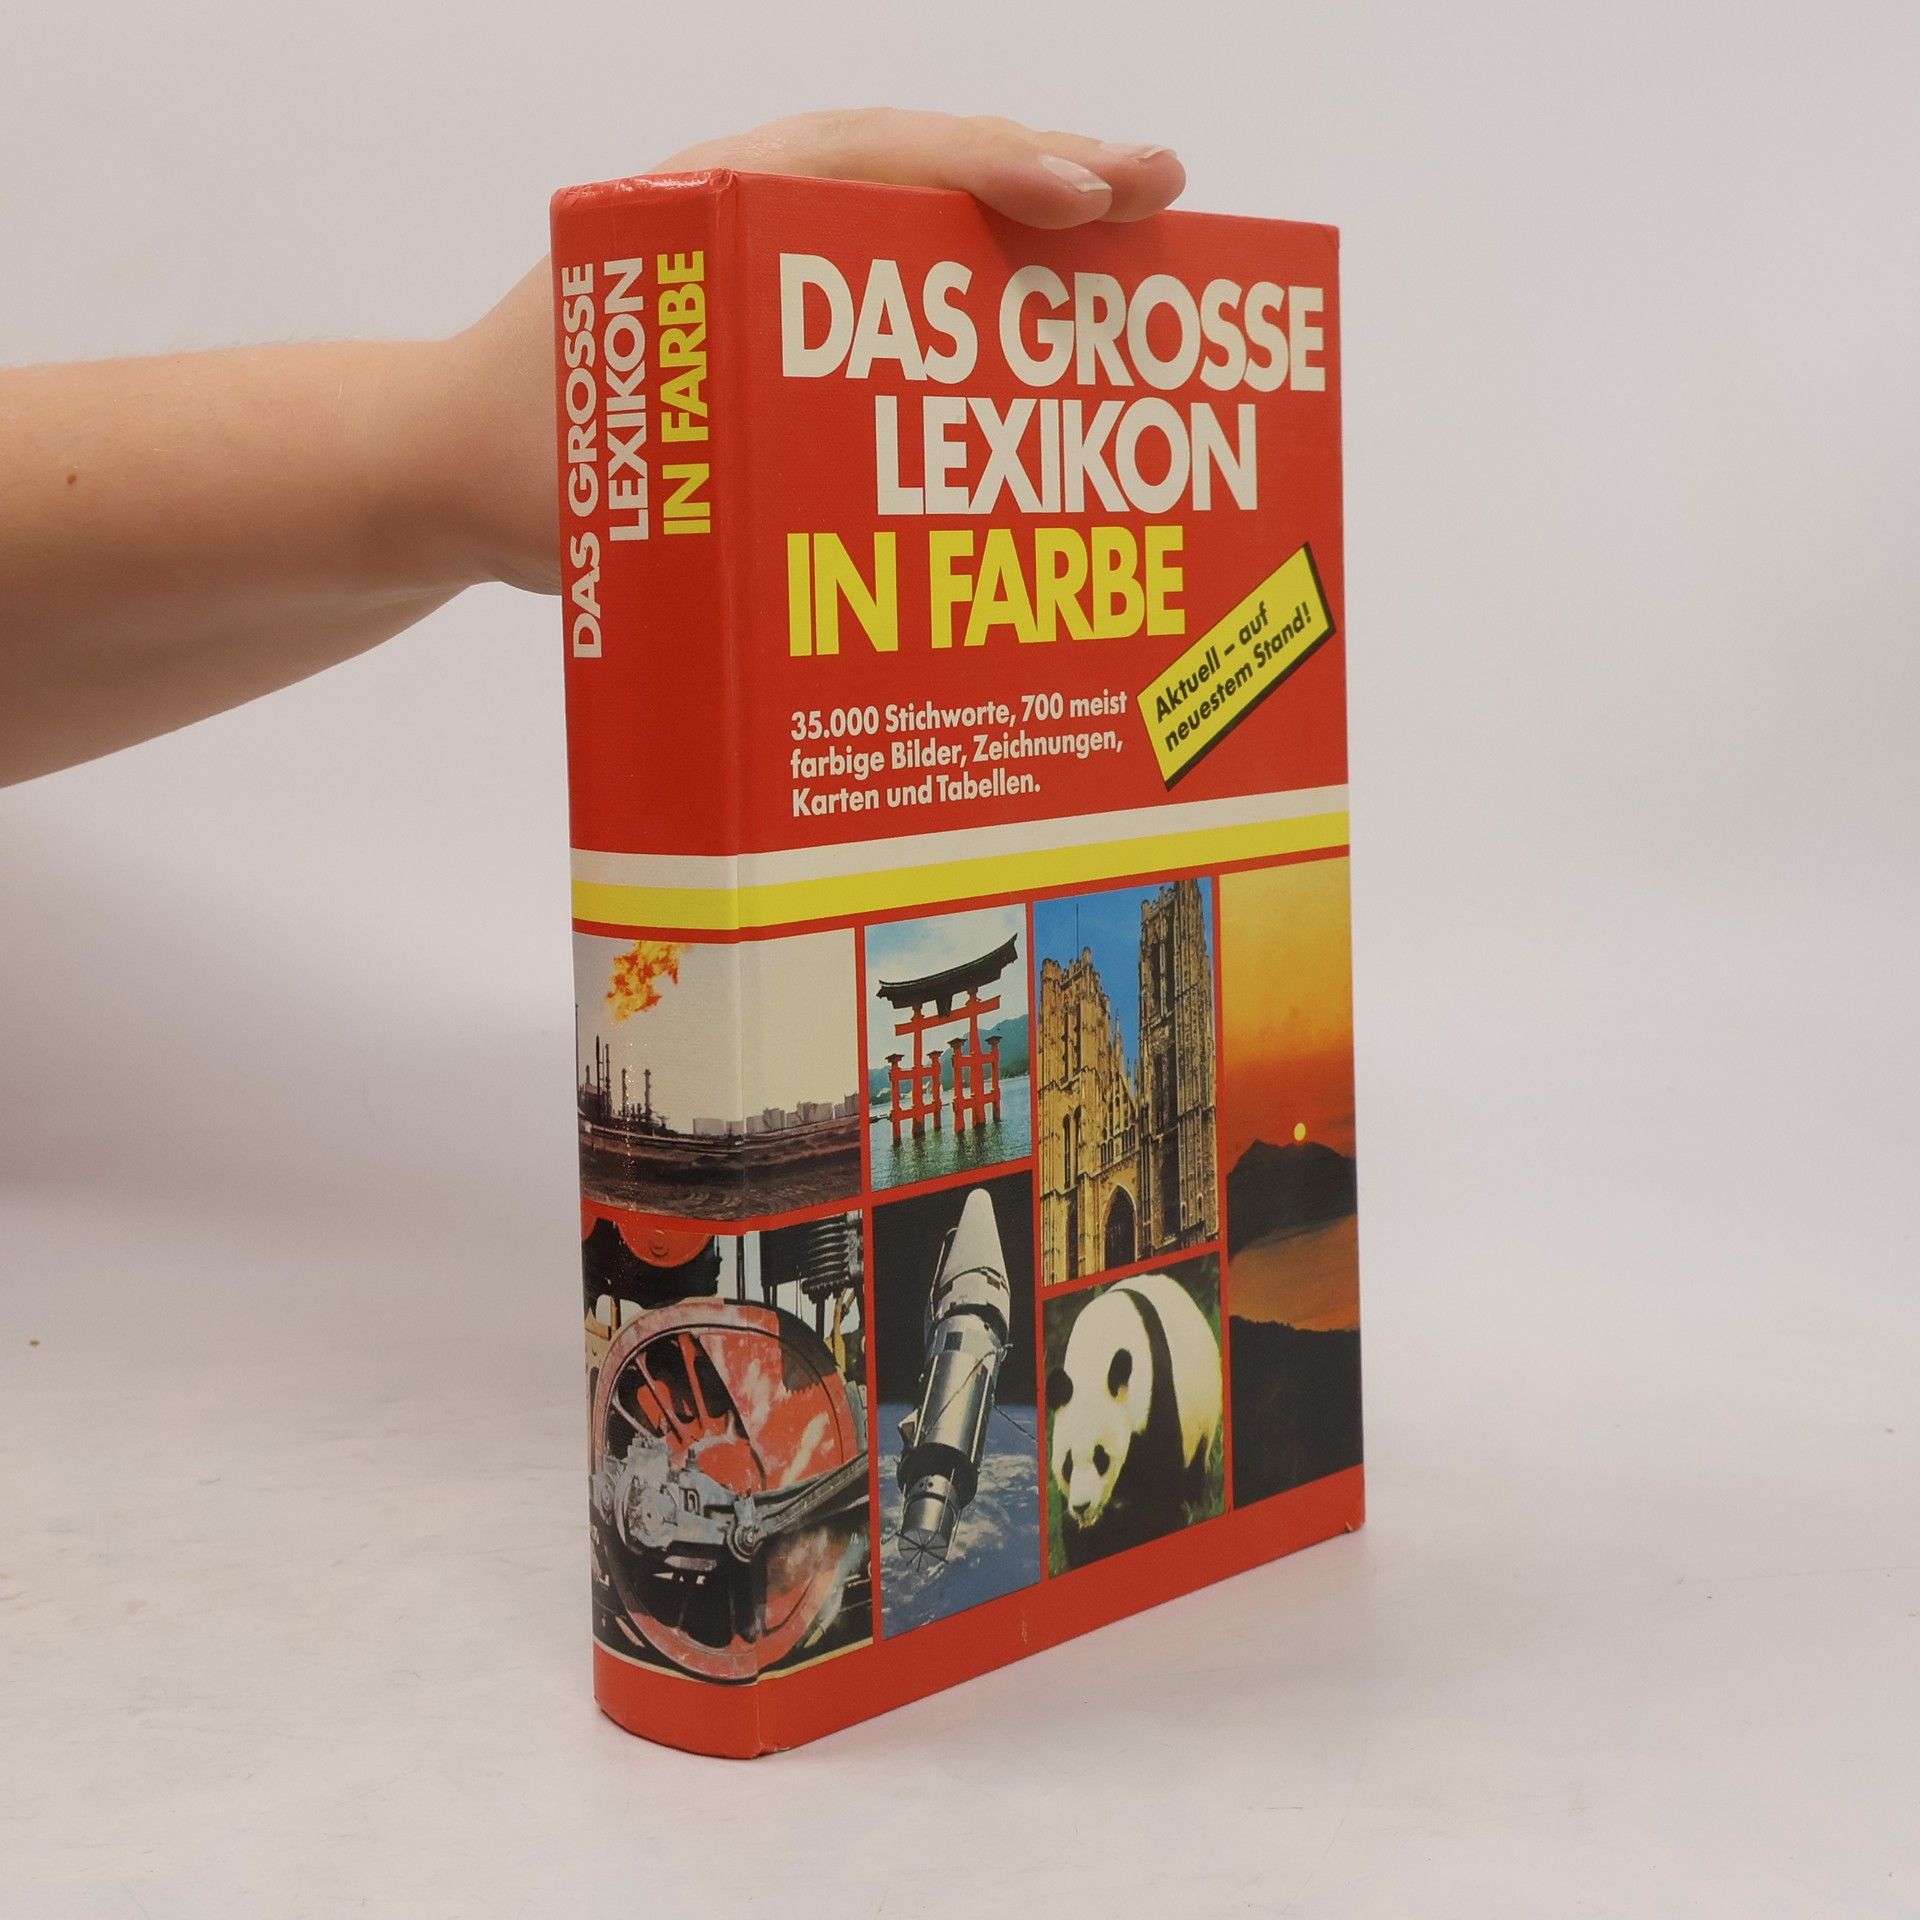 DAS GROSSE
LEXIKON
IN FARBE
DAS GROSSE
LEXIKON
IN FARBE
Aktuell – auf
neuestem Stand!
35.000 Stichworte, 700 meist
farbige Bilder, Zeichnungen,
Karten und Tabellen.